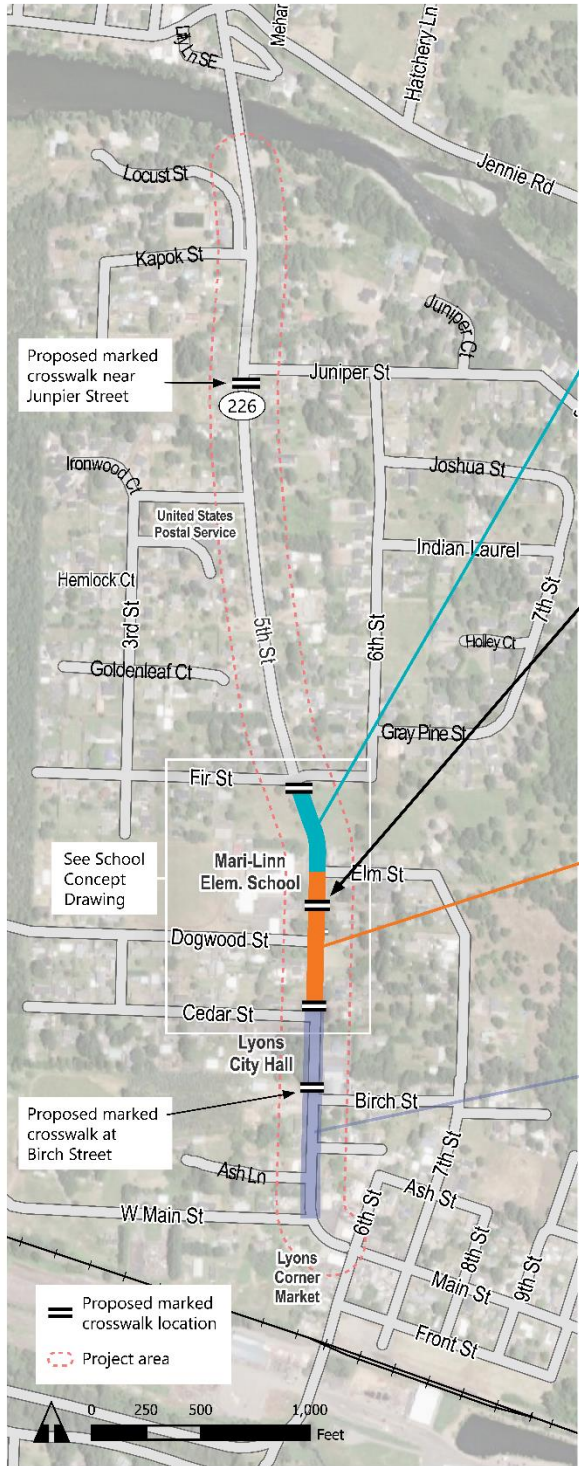 Lily Ln SE
Mehar
Hatchery Ln.
Jennie Rd
Locust St
Kapok St
Juniper Ct
Proposed marked
crosswalk near
Junpier Street
Juniper St
226
Joshua St
Ironwood Ct
United States
Postal Service
Indian Laurel
Hemlock Ct
3rd St
5th St
6th St
7th St
Holley Ct
Goldenleaf Ct
Gray Pine St
Fir St
See School
Concept
Drawing
Mari-Linn
Elem. School
Elm St
Dogwood St
Cedar St
Lyons
City Hall
Proposed marked
crosswalk at
Birch Street
Birch St
7th St
Ash Ln
6th St
Ash St
W Main St
8th St
9th St
Lyons
Corner
Market
Main St
Front St
Proposed marked
crosswalk location
Project area
0 250 500 1,000
Feet